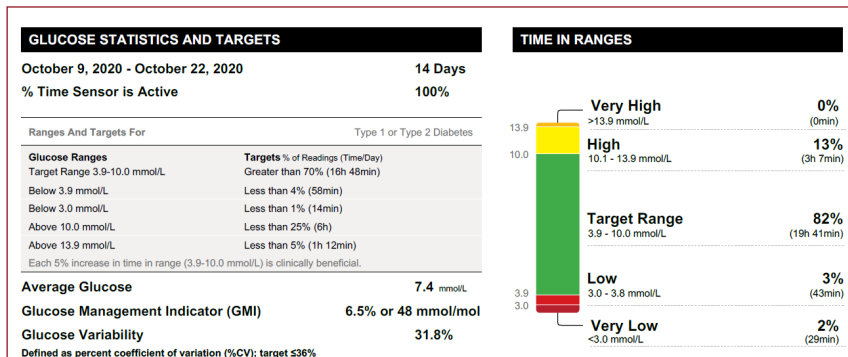 GLUCOSE STATISTICS AND TARGETS
October 9, 2020 - October 22, 2020 14 Days
% Time Sensor is Active 100%
Ranges And Targets For Type 1 or Type 2 Diabetes
Glucose Ranges Targets % of Readings (Time/Day)
Target Range 3.9-10.0 mmol/L Greater than 70% (16h 48min)
Below 3.9 mmol/L Less than 4% (58min)
Below 3.0 mmol/L Less than 1% (14min)
Above 10.0 mmol/L Less than 25% (6h)
Above 13.9 mmol/L Less than 5% (1h 12min)
Each 5% increase in time in range (3.9-10.0 mmol/L) is clinically beneficial.
Average Glucose 7.4 mmol/L
Glucose Management Indicator (GMI) 6.5% or 48 mmol/mol
Glucose Variability 31.8%
Defined as percent coefficient of variation (%CV); target ≤36%
TIME IN RANGES
Very High 0%
>13.9 mmol/L (0min)
13.9
High 13%
10.1 - 13.9 mmol/L (3h 7min)
10.0
Target Range 82%
3.9 - 10.0 mmol/L (19h 41min)
Low 3%
3.0 - 3.8 mmol/L (43min)
3.9
3.0
Very Low 2%
<3.0 mmol/L (29min)